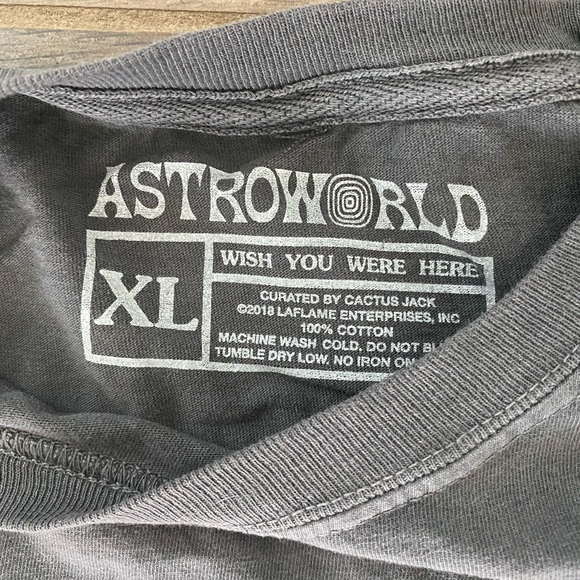 ASTROWORLD
XL
WISH YOU WERE HERE
CURATED BY CACTUS JACK
©2018 LAFLAME ENTERPRISES, INC
100% COTTON
MACHINE WASH COLD. DO NOT
TUMBLE DRY LOW. NO IRON ON